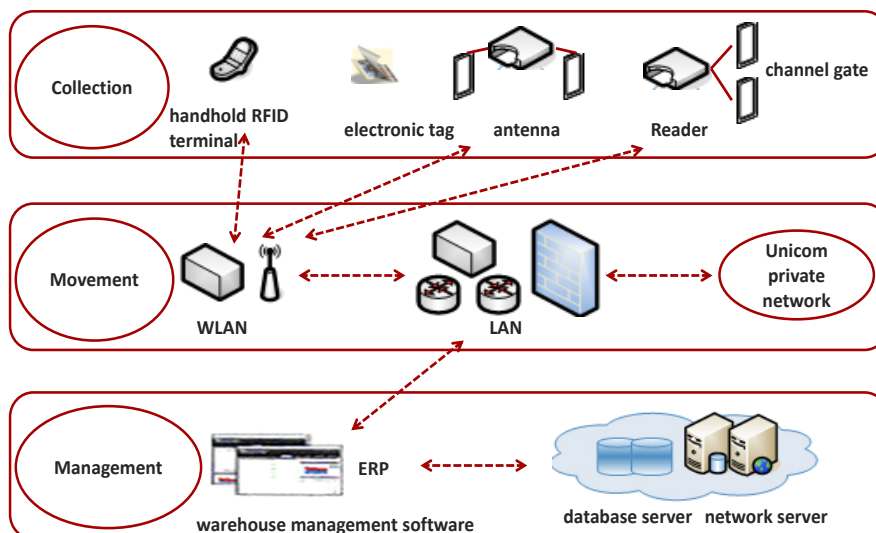 Collection
handhold RFID
terminal
electronic tag
antenna
Reader
channel gate
Movement
WLAN
LAN
Unicom
private
network
Management
ERP
warehouse management software
database server
network server